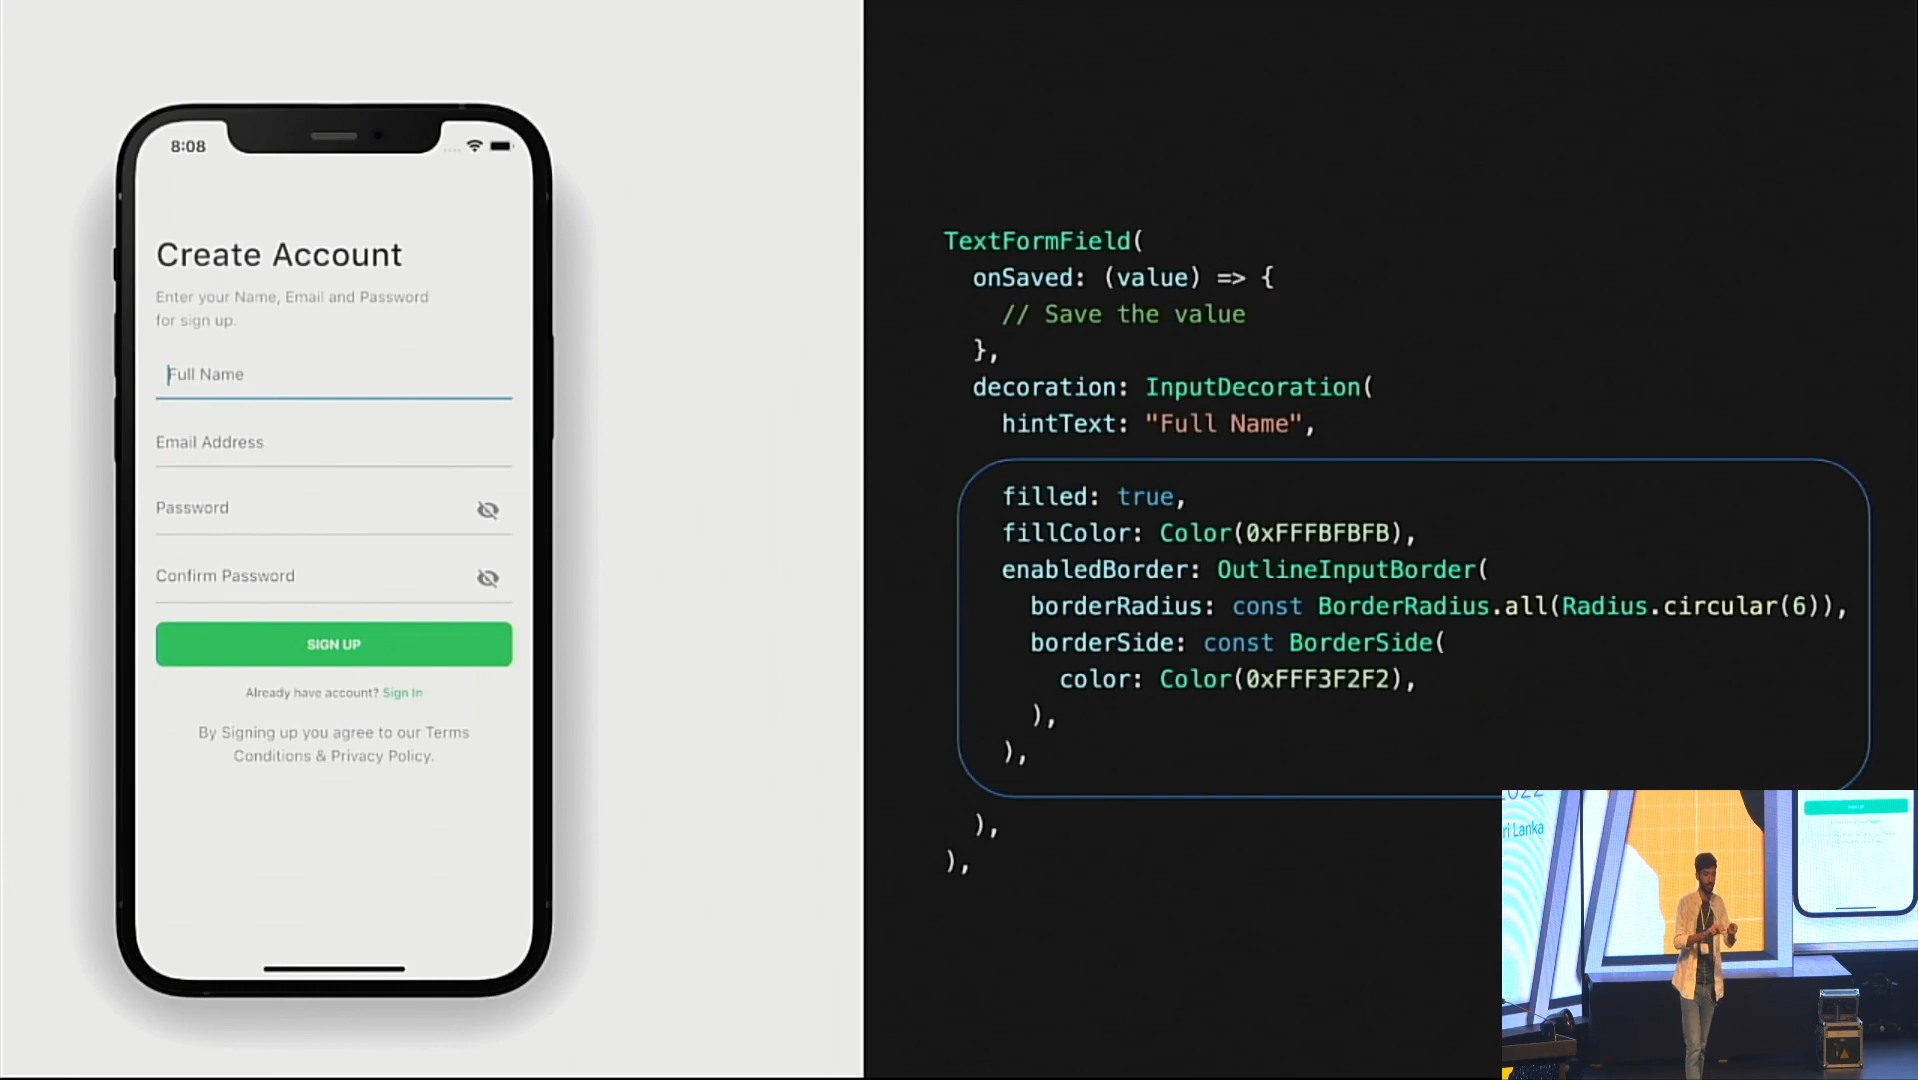 8:08
Create Account
Enter your Name, Email and Password
for sign up.
Full Name
Email Address
Password
Confirm Password
SIGN UP
Already have account? Sign In
By Signing up you agree to our Terms
Conditions & Privacy Policy.
TextFormField(
  onSaved: (value) => {
    // Save the value
  },
  decoration: InputDecoration(
    hintText: "Full Name",
    filled: true,
    fillColor: Color(0xFFFBFBFB),
    enabledBorder: OutlineInputBorder(
      borderRadius: const BorderRadius.all(Radius.circular(6)),
      borderSide: const BorderSide(
        color: Color(0xFFF3F2F2),
      ),
    ),
  ),
),
2022
ri Lanka